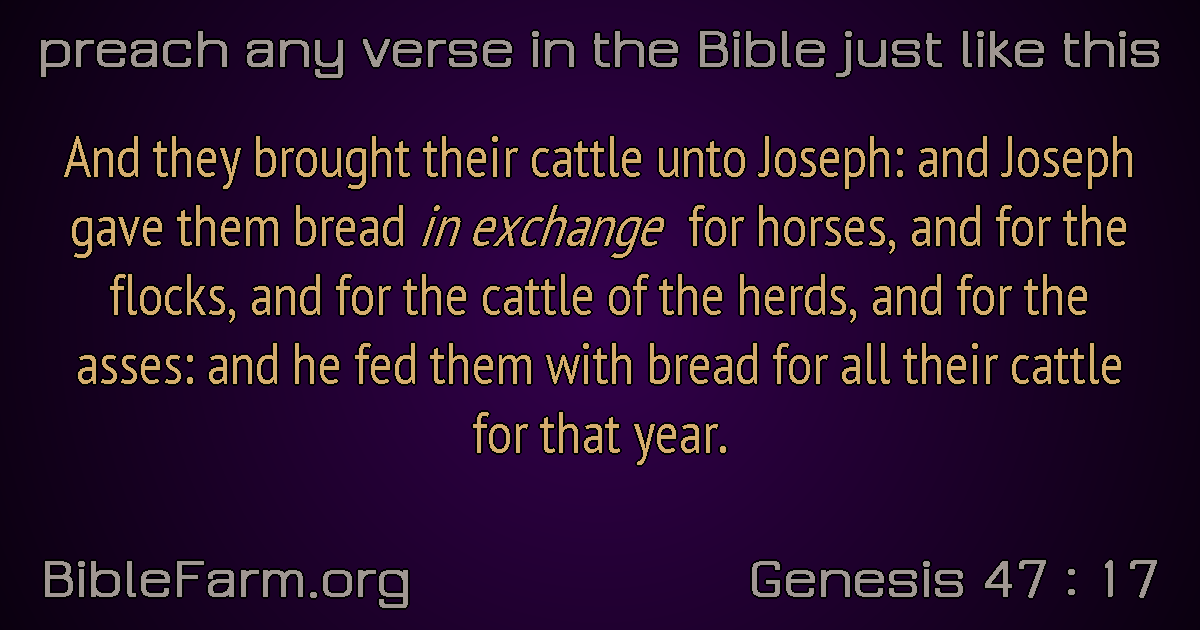 preach any verse in the Bible just like this
And they brought their cattle unto Joseph: and Joseph
gave them bread in exchange for horses, and for the
flocks, and for the cattle of the herds, and for the
asses: and he fed them with bread for all their cattle
for that year.
BibleFarm.org
Genesis 47 : 17